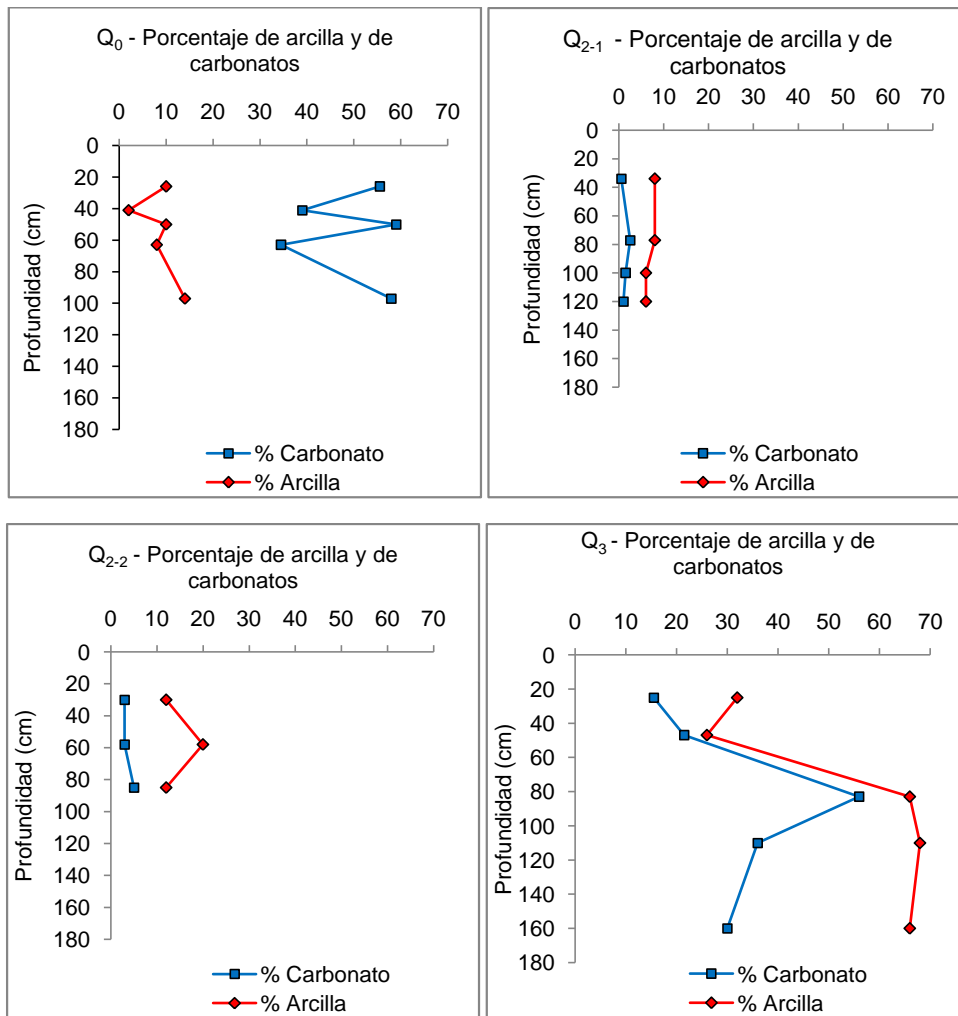 Q0 - Porcentaje de arcilla y de
carbonatos
0 10 20 30 40 50 60 70
0
20
40
60
80
100
120
140
160
180
Profundidad (cm)
% Carbonato
% Arcilla
Q2-1 - Porcentaje de arcilla y de
carbonatos
0 10 20 30 40 50 60 70
0
20
40
60
80
100
120
140
160
180
Profundidad (cm)
% Carbonato
% Arcilla
Q2-2 - Porcentaje de arcilla y de
carbonatos
0 10 20 30 40 50 60 70
0
20
40
60
80
100
120
140
160
180
Profundidad (cm)
% Carbonato
% Arcilla
Q3 - Porcentaje de arcilla y de
carbonatos
0 10 20 30 40 50 60 70
0
20
40
60
80
100
120
140
160
180
Profundidad (cm)
% Carbonato
% Arcilla